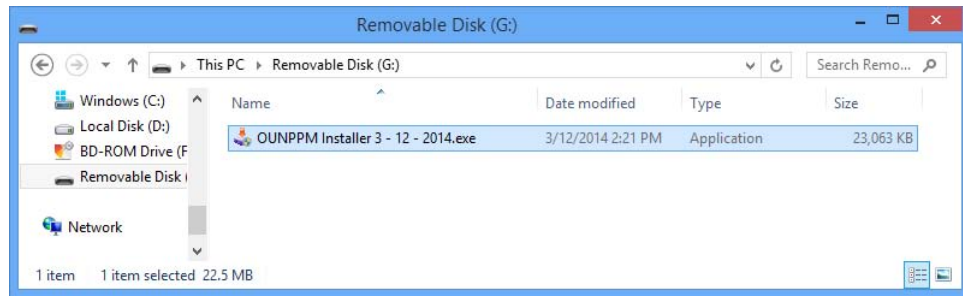 Removable Disk (G:)
This PC Removable Disk (G:)
Search Remo...
Windows (C:)
Local Disk (D:)
BD-ROM Drive (F
Removable Disk (
Network
Name Date modified Type Size
OUNPPM Installer 3 - 12 - 2014.exe 3/12/2014 2:21 PM Application 23,063 KB
1 item 1 item selected 22.5 MB